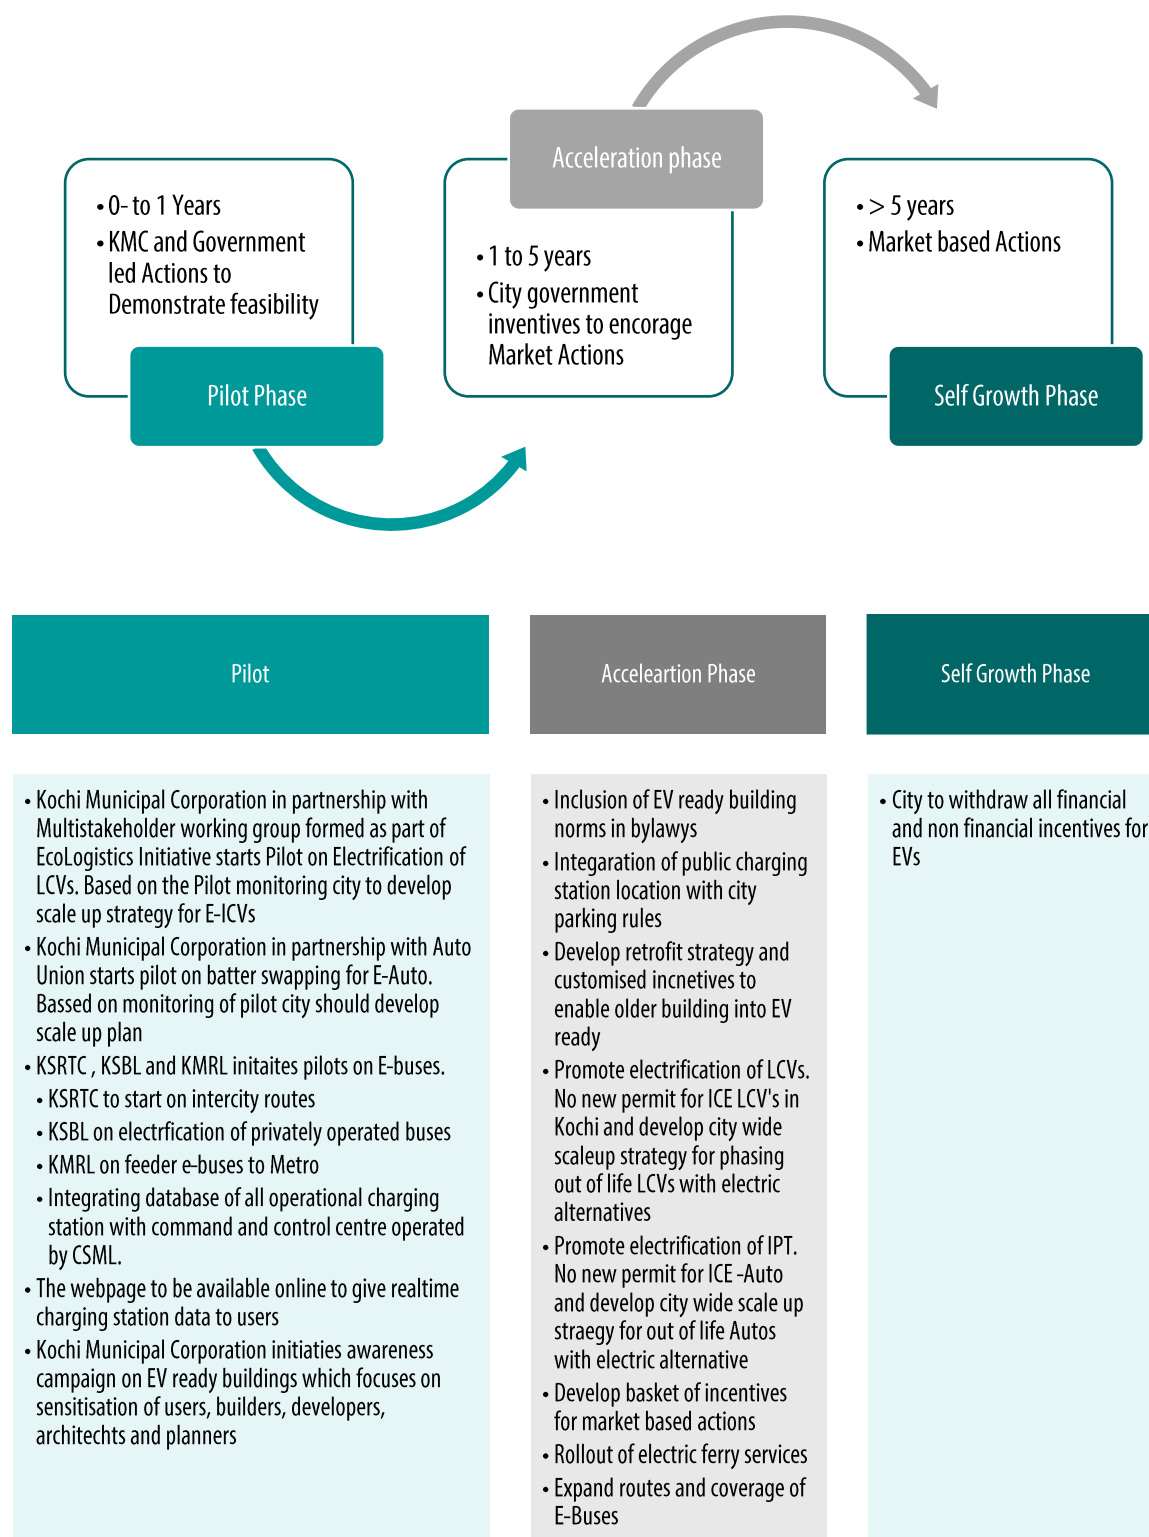 Acceleration phase
• 0- to 1 Years
• KMC and Government
led Actions to
Demonstrate feasibility
Pilot Phase
• 1 to 5 years
• City government
inventives to encorage
Market Actions
• > 5 years
• Market based Actions
Self Growth Phase
Pilot
• Kochi Municipal Corporation in partnership with
Multistakeholder working group formed as part of
EcoLogistics Initiative starts Pilot on Electrification of
LCVs. Based on the Pilot monitoring city to develop
scale up strategy for E-ICVs
• Kochi Municipal Corporation in partnership with Auto
Union starts pilot on batter swapping for E-Auto.
Bassed on monitoring of pilot city should develop
scale up plan
• KSRTC , KSBL and KMRL initaites pilots on E-buses.
• KSRTC to start on intercity routes
• KSBL on electrfication of privately operated buses
• KMRL on feeder e-buses to Metro
• Integrating database of all operational charging
station with command and control centre operated
by CSML.
• The webpage to be available online to give realtime
charging station data to users
• Kochi Municipal Corporation initiaties awareness
campaign on EV ready buildings which focuses on
sensitisation of users, builders, developers,
architechts and planners
Acceleartion Phase
• Inclusion of EV ready building
norms in bylawys
• Integaration of public charging
station location with city
parking rules
• Develop retrofit strategy and
customised incnetives to
enable older building into EV
ready
• Promote electrification of LCVs.
No new permit for ICE LCV's in
Kochi and develop city wide
scaleup strategy for phasing
out of life LCVs with electric
alternatives
• Promote electrification of IPT.
No new permit for ICE -Auto
and develop city wide scale up
straegy for out of life Autos
with electric alternative
• Develop basket of incentives
for market based actions
• Rollout of electric ferry services
• Expand routes and coverage of
E-Buses
Self Growth Phase
• City to withdraw all financial
and non financial incentives for
EVs